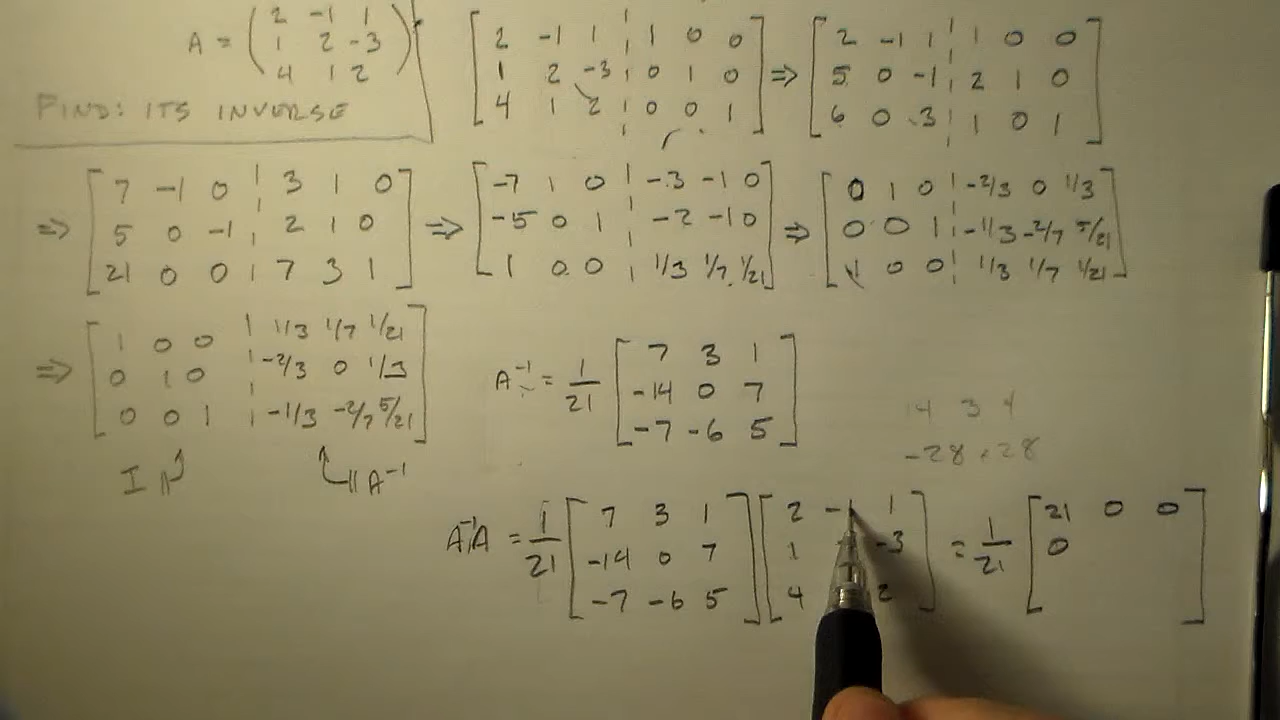 2 -1 1
A = 1 2 -3
4 1 2
FIND: ITS INVERSE
2 -1 1 | 1 0 0
1 2 -3 | 0 1 0
4 1 2 | 0 0 1
⇒
2 -1 1 | 1 0 0
5 0 -1 | 2 1 0
6 0 3 | 1 0 1
⇒
7 -1 0 | 3 1 0
5 0 -1 | 2 1 0
21 0 0 | 7 3 1
⇒
-7 1 0 | -3 -1 0
-5 0 1 | -2 -1 0
1 0 0 | 1/3 1/7 1/21
⇒
0 1 0 | -2/3 0 1/3
0 0 1 | -1/3 -2/7 5/21
1 0 0 | 1/3 1/7 1/21
⇒
1 0 0 | 1/3 1/7 1/21
0 1 0 | -2/3 0 1/3
0 0 1 | -1/3 -2/7 5/21
I
A⁻¹
A⁻¹ = 1/21
7 3 1
-14 0 7
-7 -6 5
14 3 4
-28 + 28
A⁻¹A = 1/21
7 3 1
-14 0 7
-7 -6 5
2 -1 1
1 -3
4 2
= 1/21
21 0 0
0